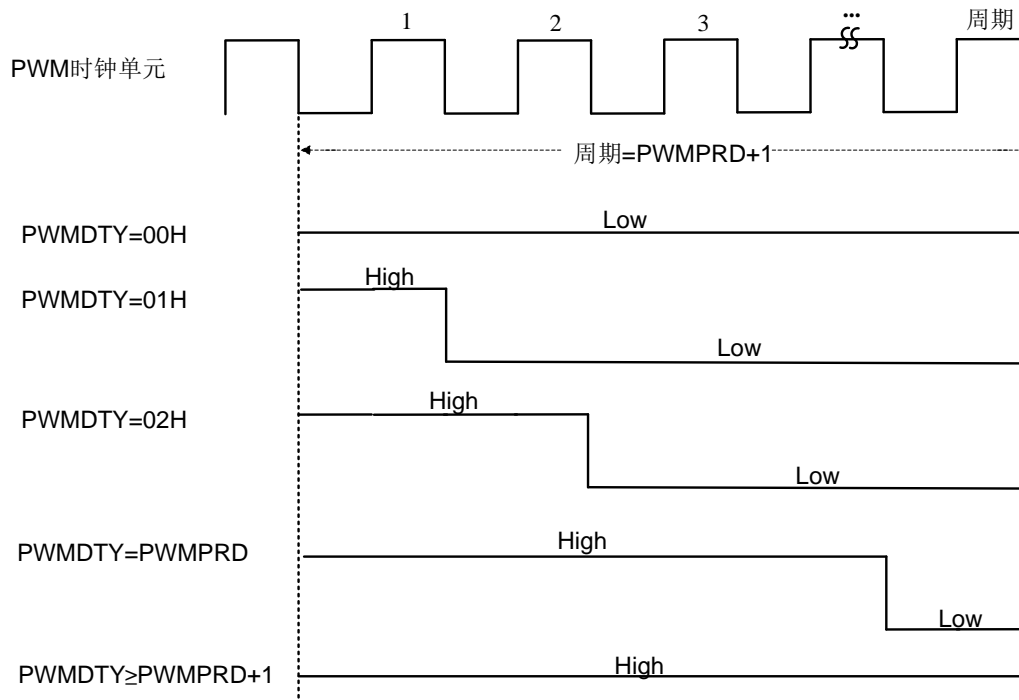 1 2 3 ... 周期
PWM时钟单元
周期=PWMPRD+1
PWMDTY=00H Low
PWMDTY=01H High
Low
PWMDTY=02H High
Low
PWMDTY=PWMPRD High
Low
PWMDTY≥PWMPRD+1 High